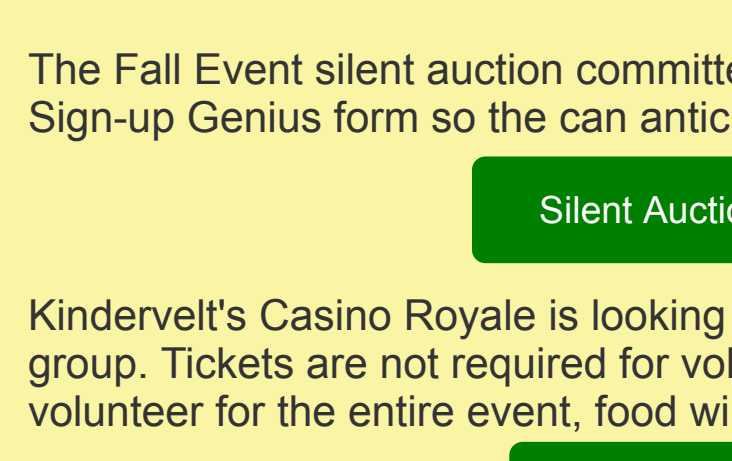 The Fall Event silent auction committe
Sign-up Genius form so the can antic
Silent Auctio
Kindervelt's Casino Royale is looking
group. Tickets are not required for vol
volunteer for the entire event, food wi